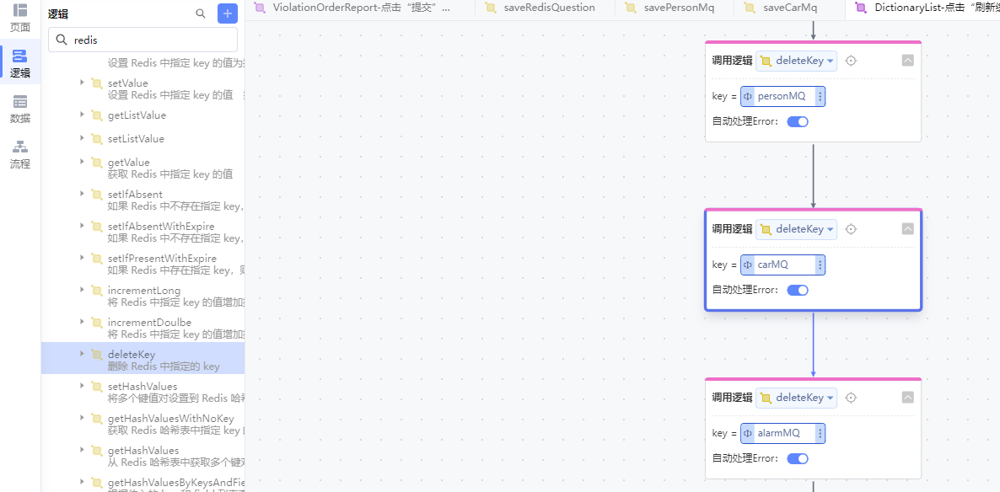 页面
逻辑
数据
流程
逻辑
redis
设置 Redis 中指定 key 的值为
setValue
设置 Redis 中指定 key 的值
getListValue
setListValue
getValue
获取 Redis 中指定 key 的值
setIfAbsent
如果 Redis 中不存在指定 key，
setIfAbsentWithExpire
如果 Redis 中不存在指定 key，
setIfPresentWithExpire
如果 Redis 中存在指定 key，则
incrementLong
将 Redis 中指定 key 的值增加
incrementDoulbe
将 Redis 中指定 key 的值增加
deleteKey
删除 Redis 中指定的 key
setHashValues
将多个键值对设置到 Redis 哈希
getHashValuesWithNoKey
获取 Redis 哈希表中指定 key
getHashValues
从 Redis 哈希表中获取多个键
getHashValuesByKeysAndFie
ViolationOrderReport-点击“提交”...
saveRedisQuestion
savePersonMq
saveCarMq
DictionaryList-点击“刷新
调用逻辑 deleteKey
key = personMQ
自动处理Error:
调用逻辑 deleteKey
key = carMQ
自动处理Error:
调用逻辑 deleteKey
key = alarmMQ
自动处理Error: